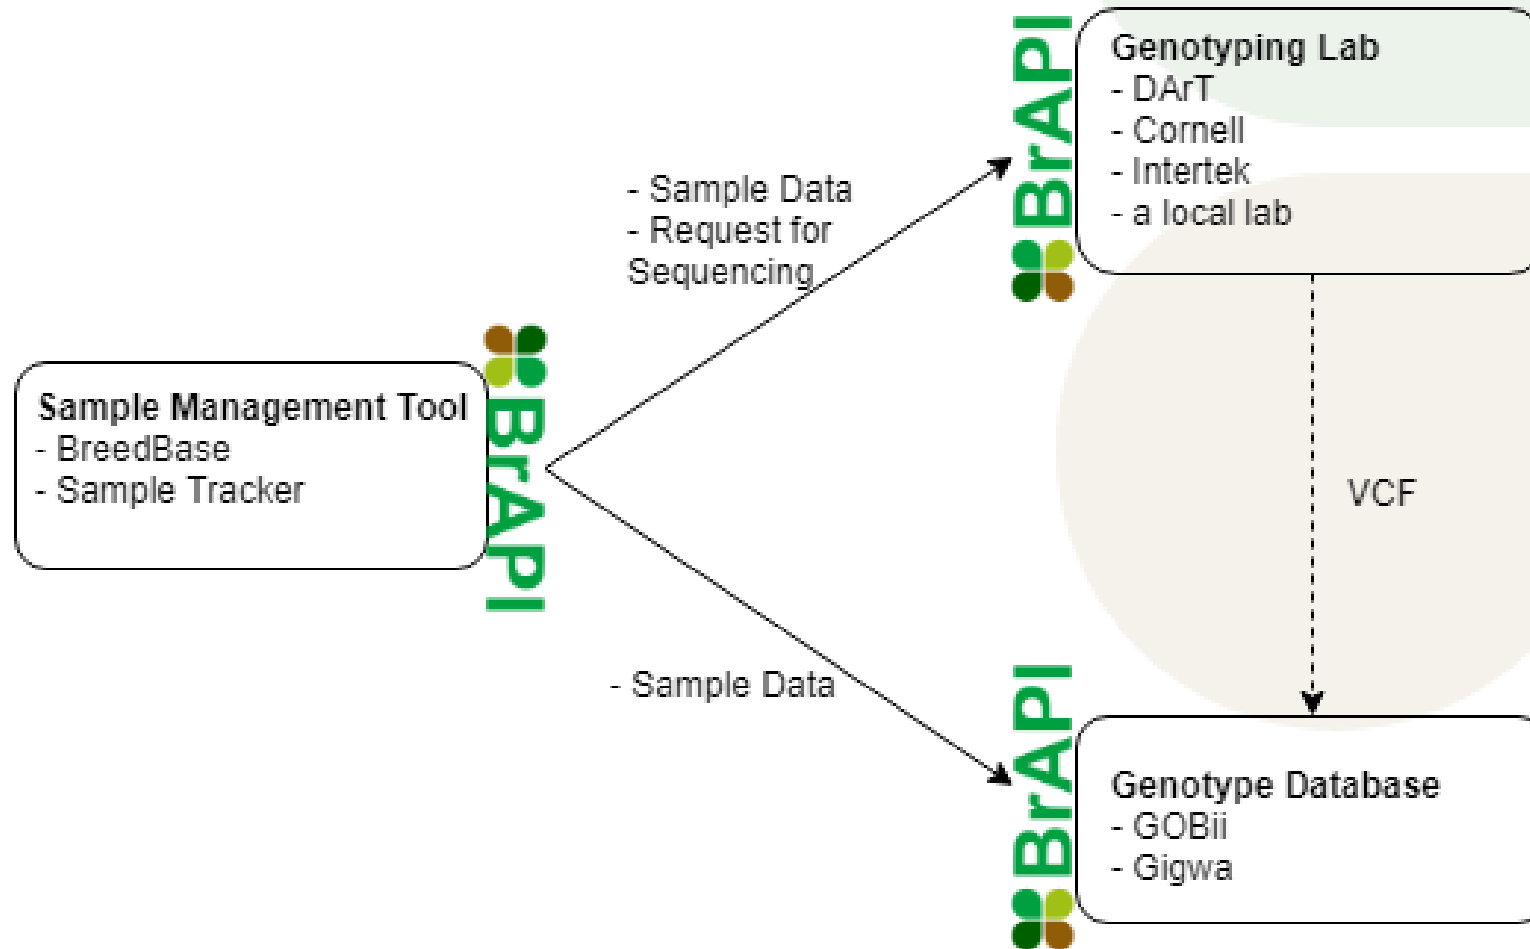 Genotyping Lab
- DArT
- Cornell
- Intertek
- a local lab
BrAPI
- Sample Data
- Request for
Sequencing
Sample Management Tool
- BreedBase
- Sample Tracker
BrAPI
VCF
- Sample Data
BrAPI
Genotype Database
- GOBii
- Gigwa